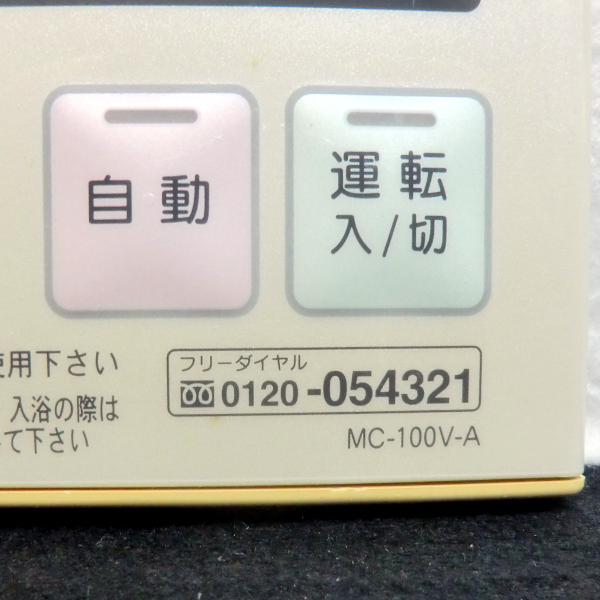 自動
運転
入/切
使用下さい
入浴の際は
て下さい
フリーダイヤル
0120-054321
MC-100V-A